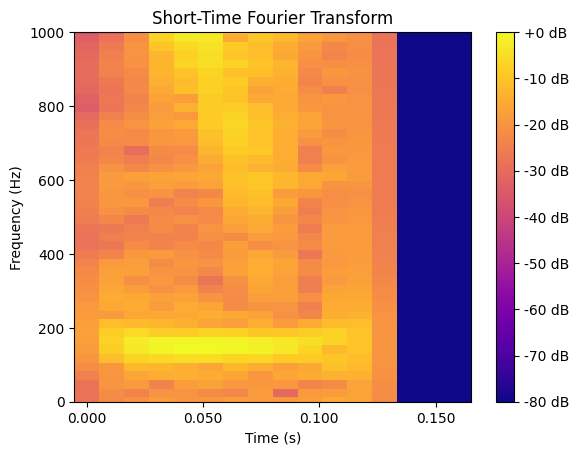 Short-Time Fourier Transform
1000
800
600
400
200
0
Frequency (Hz)
0.000
0.050
0.100
0.150
Time (s)
+0 dB
-10 dB
-20 dB
-30 dB
-40 dB
-50 dB
-60 dB
-70 dB
-80 dB